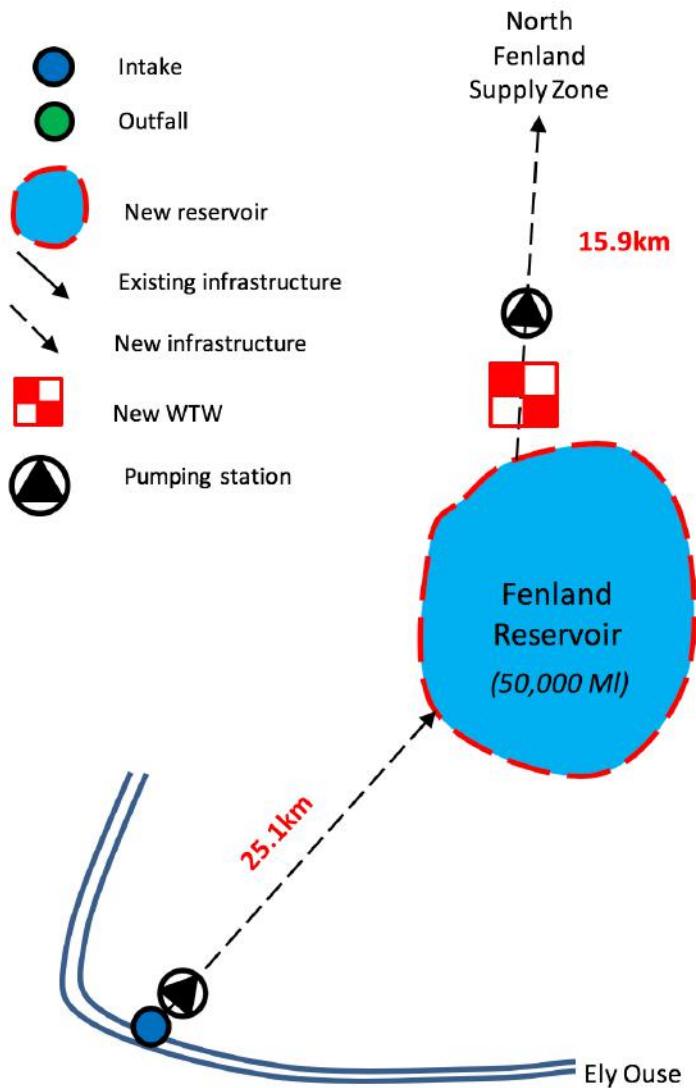 Intake
Outfall
New reservoir
Existing infrastructure
New infrastructure
New WTW
Pumping station
North
Fenland
Supply Zone
15.9km
Fenland
Reservoir
(50,000 Ml)
25.1km
Ely Ouse